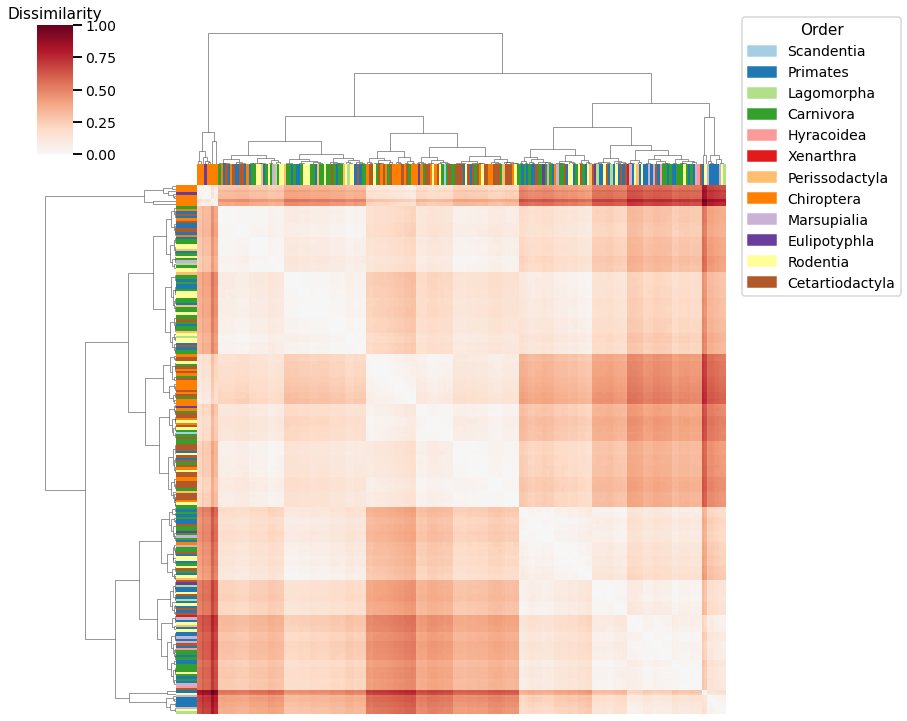 Dissimilarity
1.00
0.75
0.50
0.25
0.00
Order
Scandentia
Primates
Lagomorpha
Carnivora
Hyracoidea
Xenarthra
Perissodactyla
Chiroptera
Marsupialia
Eulipotyphla
Rodentia
Cetartiodactyla